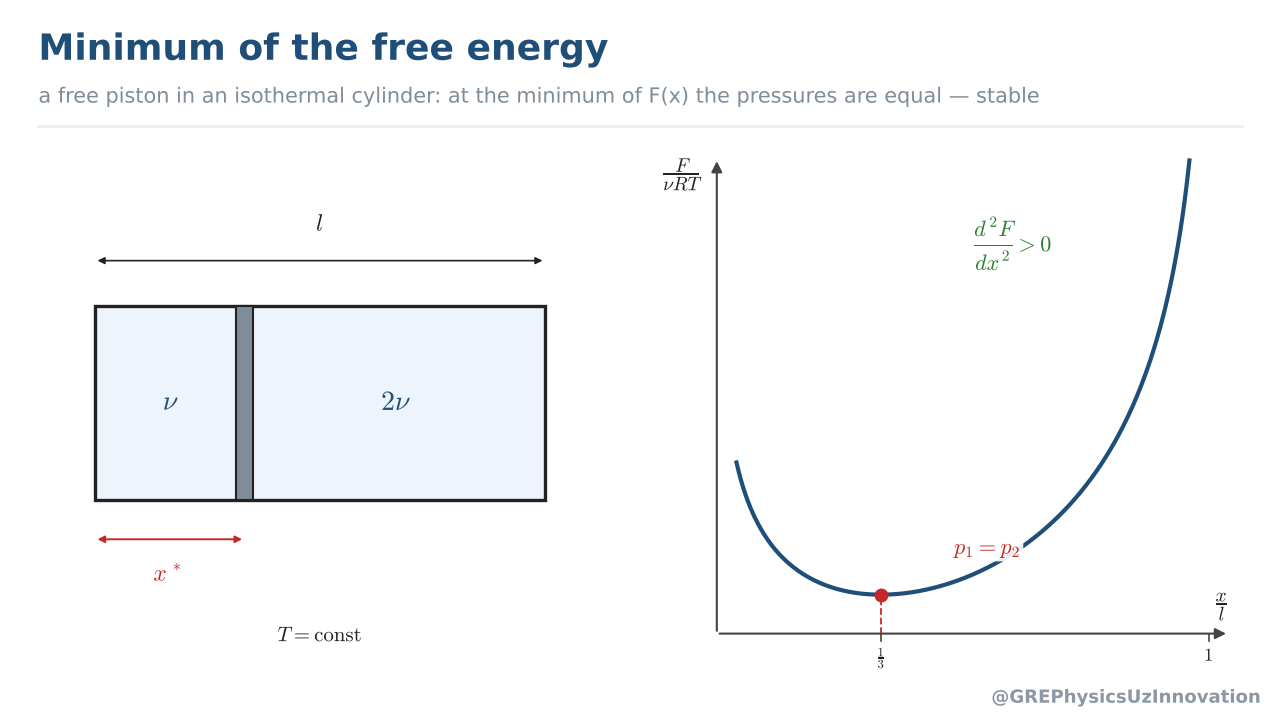 Minimum of the free energy
a free piston in an isothermal cylinder: at the minimum of F(x) the pressures are equal — stable
l
ν
2ν
x*
T = const
F/νRT
d²F/dx² > 0
p₁ = p₂
x/l
1/3
1
@GREPhysicsUzInnovation